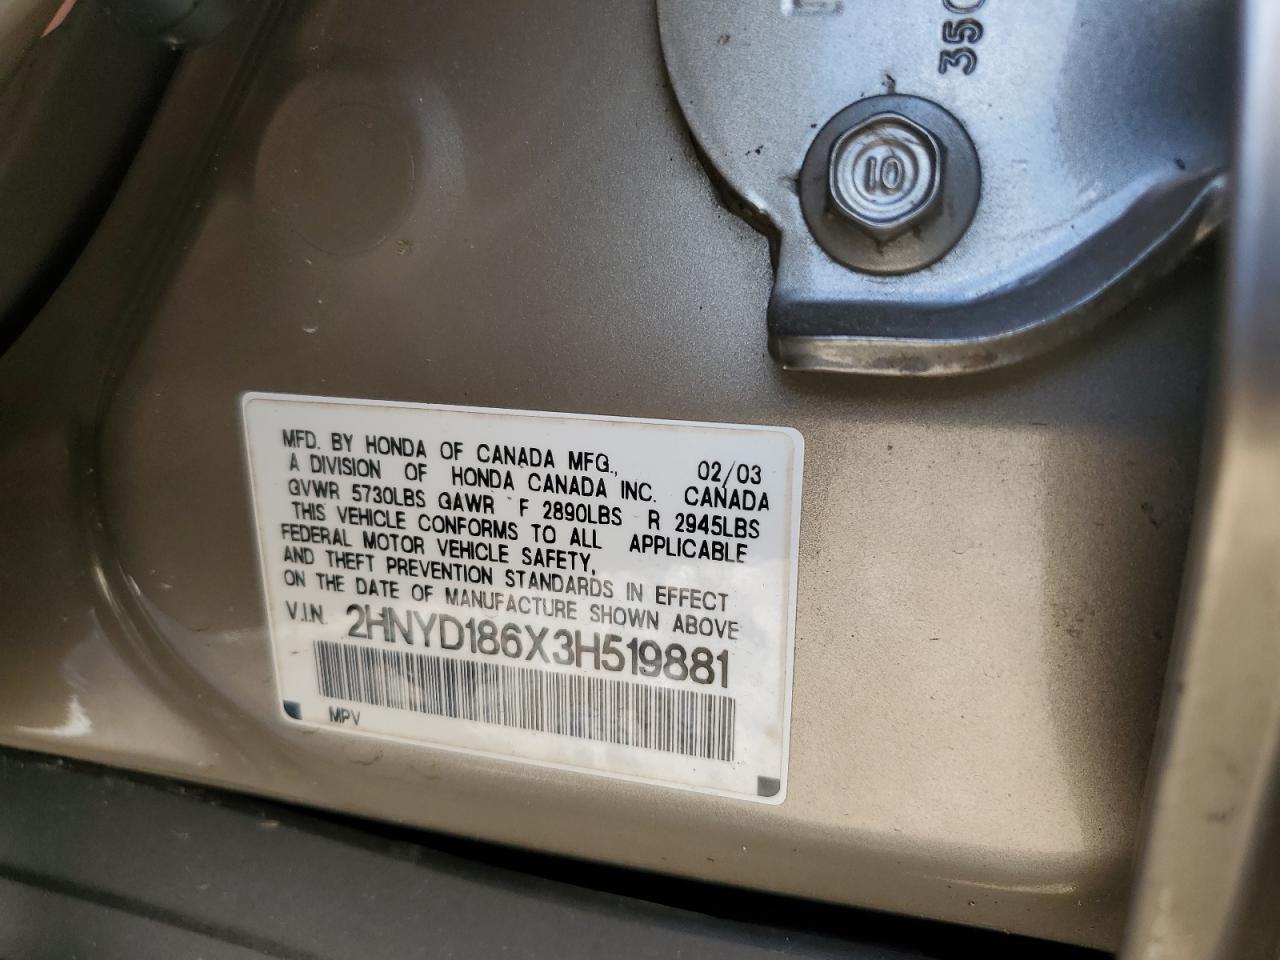 35
10
MFD. BY HONDA OF CANADA MFG., 02/03
A DIVISION OF HONDA CANADA INC. CANADA
GVWR 5730LBS GAWR F 2890LBS R 2945LBS
THIS VEHICLE CONFORMS TO ALL APPLICABLE
FEDERAL MOTOR VEHICLE SAFETY,
AND THEFT PREVENTION STANDARDS IN EFFECT
ON THE DATE OF MANUFACTURE SHOWN ABOVE
V.I.N. 2HNYD186X3H519881
MPV